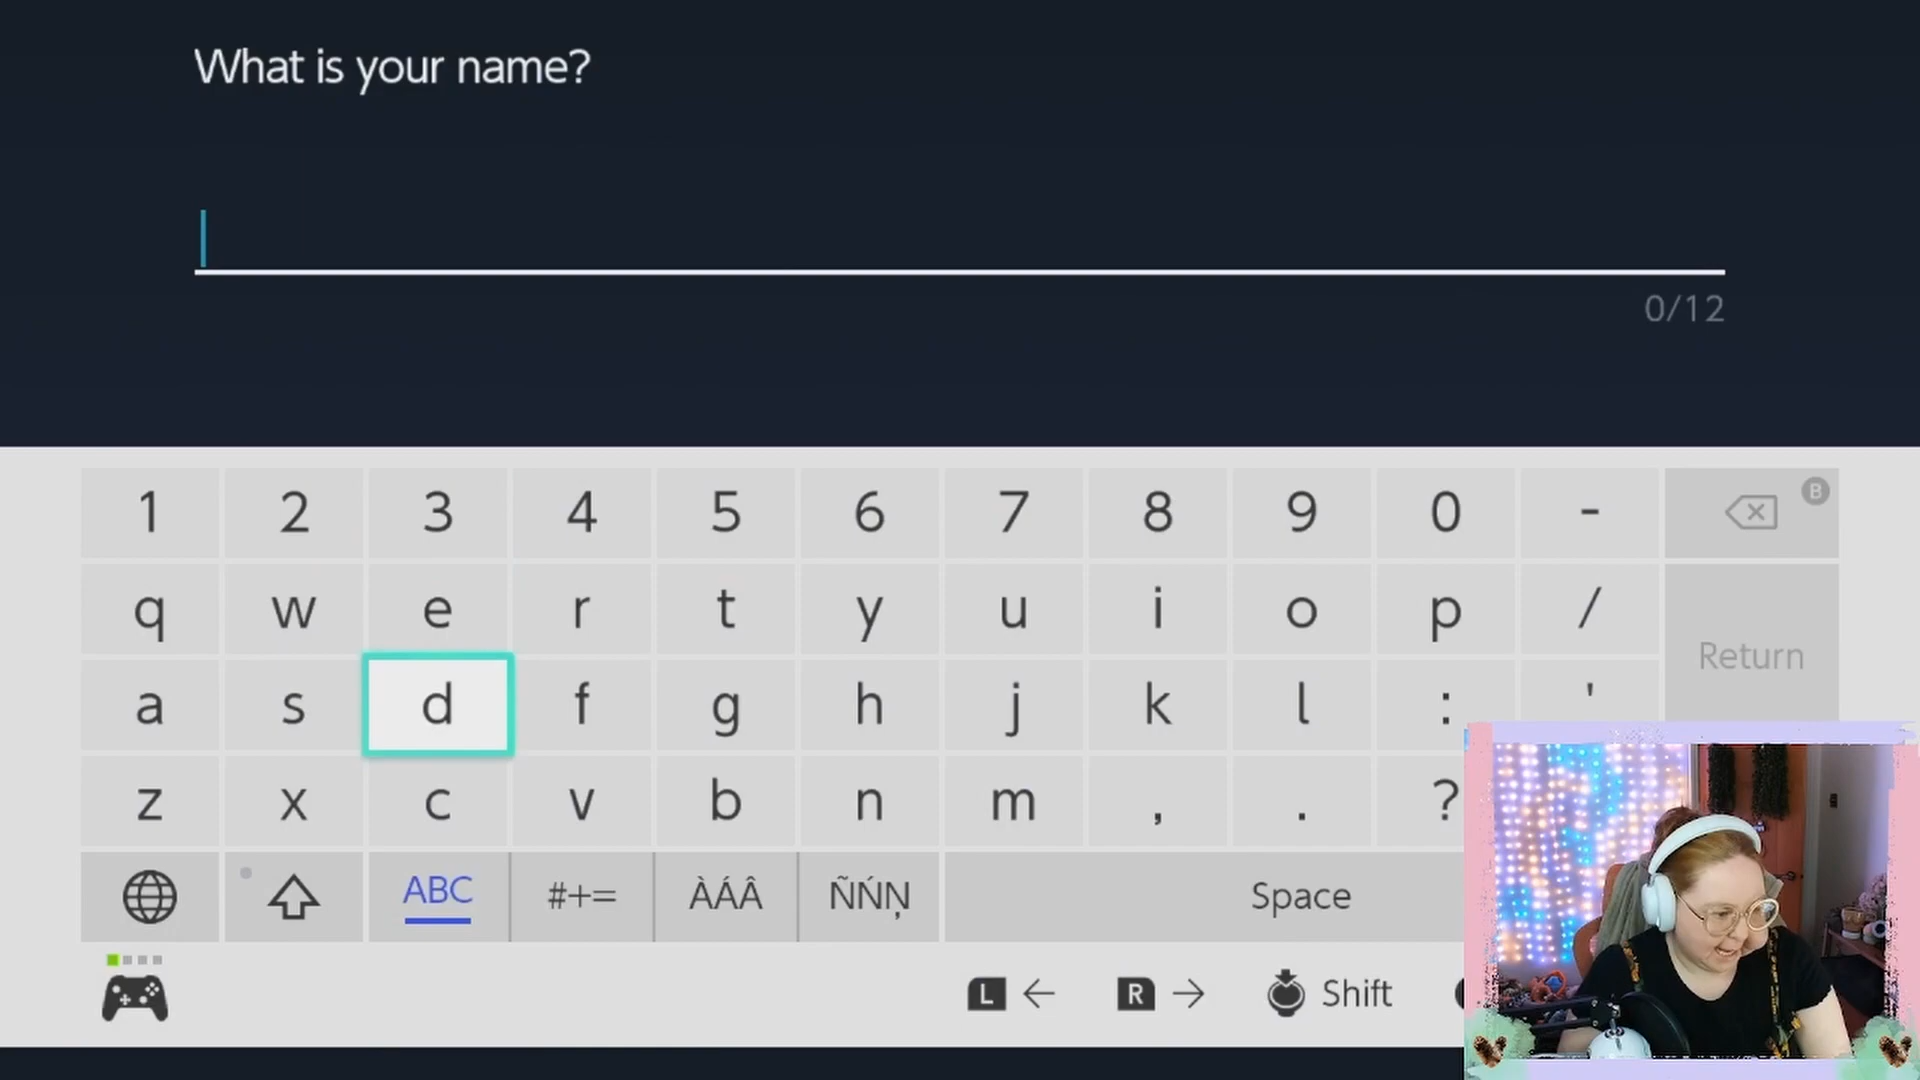 What is your name?
0/12
1 2 3 4 5 6 7 8 9 0 - B
q w e r t y u i o p /
Return
a s d f g h j k l : '
z x c v b n m , . ?
ABC #+= ÀÁÂ ÑŃŅ Space
L ← R → Shift